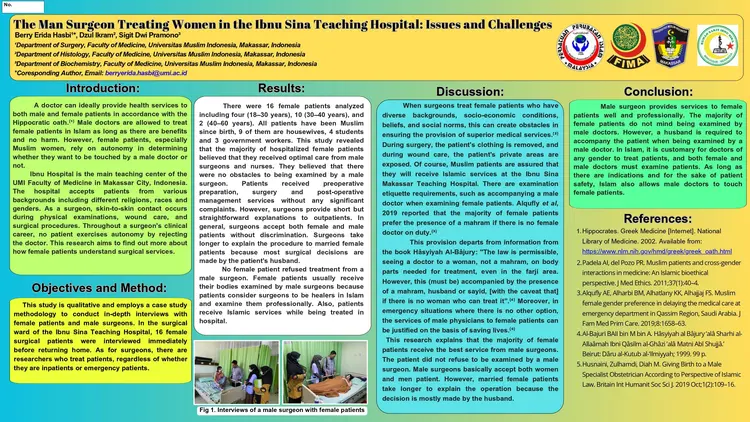 No.
The Man Surgeon Treating Women in the Ibnu Sina Teaching Hospital: Issues and Challenges
Berry Erida Hasbi¹*, Dzul Ikram², Sigit Dwi Pramono³
¹Department of Surgery, Faculty of Medicine, Universitas Muslim Indonesia, Makassar, Indonesia
²Department of Histology, Faculty of Medicine, Universitas Muslim Indonesia, Makassar, Indonesia
³Department of Biochemistry, Faculty of Medicine, Universitas Muslim Indonesia, Makassar, Indonesia
*Corresponding Author, Email: berryerida.hasbi@umi.ac.id
FIMA
Introduction:
A doctor can ideally provide health services to
both male and female patients in accordance with the
Hippocratic oath.[1] Male doctors are allowed to treat
female patients in Islam as long as there are benefits
and no harm. However, female patients, especially
Muslim women, rely on autonomy in determining
whether they want to be touched by a male doctor or
not.
Ibnu Hospital is the main teaching center of the
UMI Faculty of Medicine in Makassar City, Indonesia.
The hospital accepts patients from various
backgrounds including different religions, races and
genders. As a surgeon, skin-to-skin contact occurs
during physical examinations, wound care, and
surgical procedures. Throughout a surgeon's clinical
career, no patient exercises autonomy by rejecting
the doctor. This research aims to find out more about
how female patients understand surgical services.
Objectives and Method:
This study is qualitative and employs a case study
methodology to conduct in-depth interviews with
female patients and male surgeons. In the surgical
ward of the Ibnu Sina Teaching Hospital, 16 female
surgical patients were interviewed immediately
before returning home. As for surgeons, there are
researchers who treat patients, regardless of whether
they are inpatients or emergency patients.
Results:
There were 16 female patients analyzed
including four (18–30 years), 10 (30–40 years), and
2 (40–60 years). All patients have been Muslim
since birth, 9 of them are housewives, 4 students
and 3 government workers. This study revealed
that the majority of hospitalized female patients
believed that they received optimal care from male
surgeons and nurses. They believed that there
were no obstacles to being examined by a male
surgeon. Patients received preoperative
preparation, surgery and post-operative
management services without any significant
complaints. However, surgeons provide short but
straightforward explanations to outpatients. In
general, surgeons accept both female and male
patients without discrimination. Surgeons take
longer to explain the procedure to married female
patients because most surgical decisions are
made by the patient's husband.
No female patient refused treatment from a
male surgeon. Female patients usually receive
their bodies examined by male surgeons because
patients consider surgeons to be healers in Islam
and examine them professionally. Also, patients
receive Islamic services while being treated in
hospital.
Fig 1. Interviews of a male surgeon with female patients
Discussion:
When surgeons treat female patients who have
diverse backgrounds, socio-economic conditions,
beliefs, and social norms, this can create obstacles in
ensuring the provision of superior medical services.[2]
During surgery, the patient's clothing is removed, and
during wound care, the patient's private areas are
exposed. Of course, Muslim patients are assured that
they will receive Islamic services at the Ibnu Sina
Makassar Teaching Hospital. There are examination
etiquette requirements, such as accompanying a male
doctor when examining female patients. Alqufly et al,
2019 reported that the majority of female patients
prefer the presence of a mahram if there is no female
doctor on duty.[3]
This provision departs from information from
the book Hâsyiyah Al-Bâjury: "The law is permissible,
seeing a doctor to a woman, not a mahram, on body
parts needed for treatment, even in the farji area.
However, this (must be) accompanied by the presence
of a mahram, husband or sayid, [with the caveat that]
if there is no woman who can treat it".[4] Moreover, in
emergency situations where there is no other option,
the services of male physicians to female patients can
be justified on the basis of saving lives.[5]
This research explains that the majority of female
patients receive the best service from male surgeons.
The patient did not refuse to be examined by a male
surgeon. Male surgeons basically accept both women
and men patient. However, married female patients
take longer to explain the operation because the
decision is mostly made by the husband.
Conclusion:
Male surgeon provides services to female
patients well and professionally. The majority of
female patients do not mind being examined by
male doctors. However, a husband is required to
accompany the patient when being examined by a
male doctor. In Islam, it is customary for doctors of
any gender to treat patients, and both female and
male doctors must examine patients. As long as
there are indications and for the sake of patient
safety, Islam also allows male doctors to touch
female patients.
References:
1. Hippocrates. Greek Medicine [Internet]. National
Library of Medicine. 2002. Available from:
https://www.nlm.nih.gov/hmd/greek/greek_path.html
2. Padela AI, del Pozo PR. Muslim patients and cross-gender
interactions in medicine: An Islamic bioethical
perspective. J Med Ethics. 2011;37(1):40–4.
3. Alqufly AE, Alharbi BM, Alhatlany KK, Alhajjaj FS. Muslim
female gender preference in delaying the medical care at
emergency department in Qassim Region, Saudi Arabia. J
Fam Med Prim Care. 2019;8:1658–63.
4. Al-Bajuri BAII bin M bin A. Hâsyiyah al Bâjury 'alâ Sharhi al-
Allaâmah Ibni Qâsîlm al-Ghâzi 'alâ Matni Abi Shujâ.'
Beirut: Dâru al-Kutub al-'Ilmiyyah; 1999. 99 p.
5. Husnaini, Zulhamdi, Diah M. Giving Birth to a Male
Specialist Obstetrician According to Perspective of Islamic
Law. Britain Int Humanit Soc Sci J. 2019 Oct;1(2):109–16.